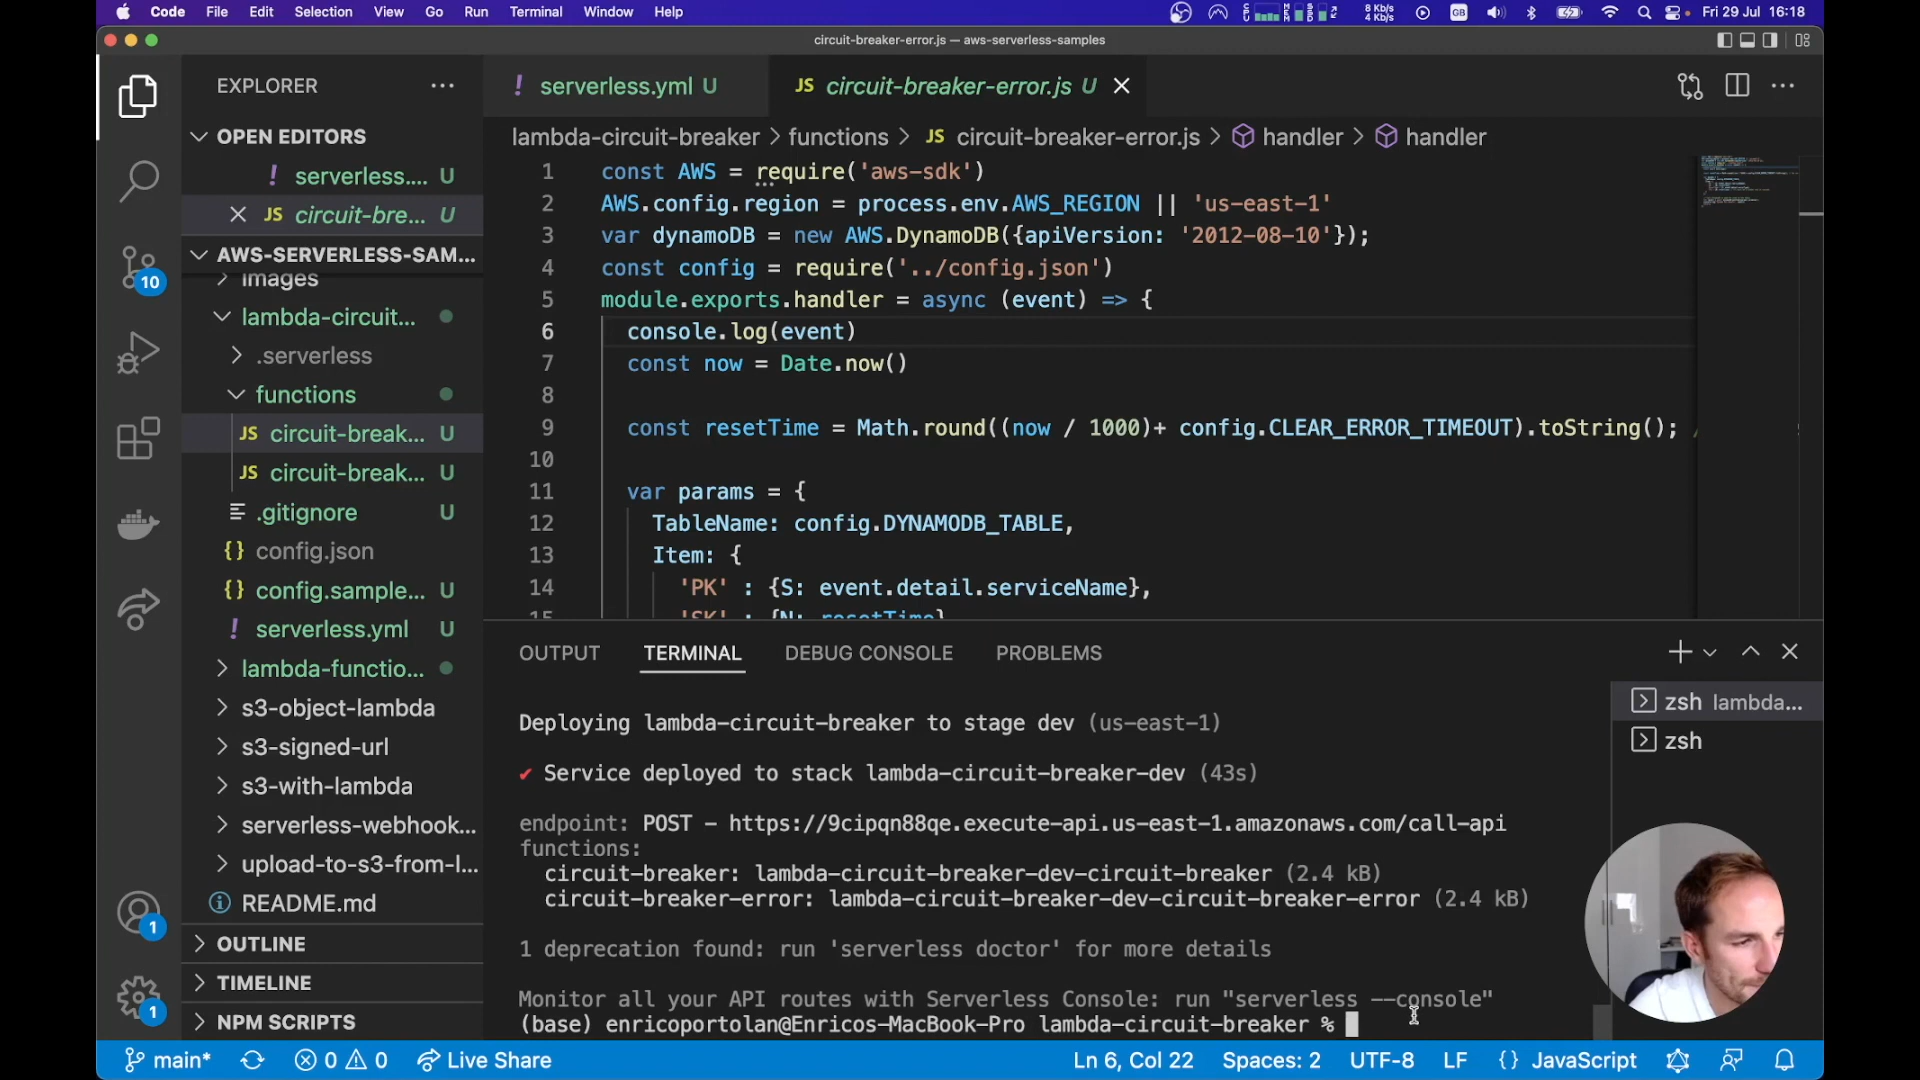 Code File Edit Selection View Go Run Terminal Window Help 8 Kb/s 4 Kb/s GB Fri 29 Jul 16:18
circuit-breaker-error.js — aws-serverless-samples
EXPLORER
OPEN EDITORS
! serverless.... U
JS circuit-bre... U
AWS-SERVERLESS-SAM...
images
lambda-circuit...
.serverless
functions
JS circuit-break... U
JS circuit-break... U
.gitignore U
{} config.json
{} config.sample... U
! serverless.yml U
lambda-functio...
s3-object-lambda
s3-signed-url
s3-with-lambda
serverless-webhook...
upload-to-s3-from-l...
README.md
OUTLINE
TIMELINE
NPM SCRIPTS
10
1
1
! serverless.yml U JS circuit-breaker-error.js U
lambda-circuit-breaker > functions > JS circuit-breaker-error.js > handler > handler
1 const AWS = require('aws-sdk')
2 AWS.config.region = process.env.AWS_REGION || 'us-east-1'
3 var dynamoDB = new AWS.DynamoDB({apiVersion: '2012-08-10'});
4 const config = require('../config.json')
5 module.exports.handler = async (event) => {
6 console.log(event)
7 const now = Date.now()
8
9 const resetTime = Math.round((now / 1000)+ config.CLEAR_ERROR_TIMEOUT).toString();
10
11 var params = {
12 TableName: config.DYNAMODB_TABLE,
13 Item: {
14 'PK' : {S: event.detail.serviceName},
15 'SK' : {N: resetTime}
OUTPUT TERMINAL DEBUG CONSOLE PROBLEMS
zsh lambda...
zsh
Deploying lambda-circuit-breaker to stage dev (us-east-1)
✔ Service deployed to stack lambda-circuit-breaker-dev (43s)
endpoint: POST - https://9cipqn88qe.execute-api.us-east-1.amazonaws.com/call-api
functions:
circuit-breaker: lambda-circuit-breaker-dev-circuit-breaker (2.4 kB)
circuit-breaker-error: lambda-circuit-breaker-dev-circuit-breaker-error (2.4 kB)
1 deprecation found: run 'serverless doctor' for more details
Monitor all your API routes with Serverless Console: run "serverless --console"
(base) enricoportolan@Enricos-MacBook-Pro lambda-circuit-breaker %
main* 0 0 Live Share Ln 6, Col 22 Spaces: 2 UTF-8 LF {} JavaScript